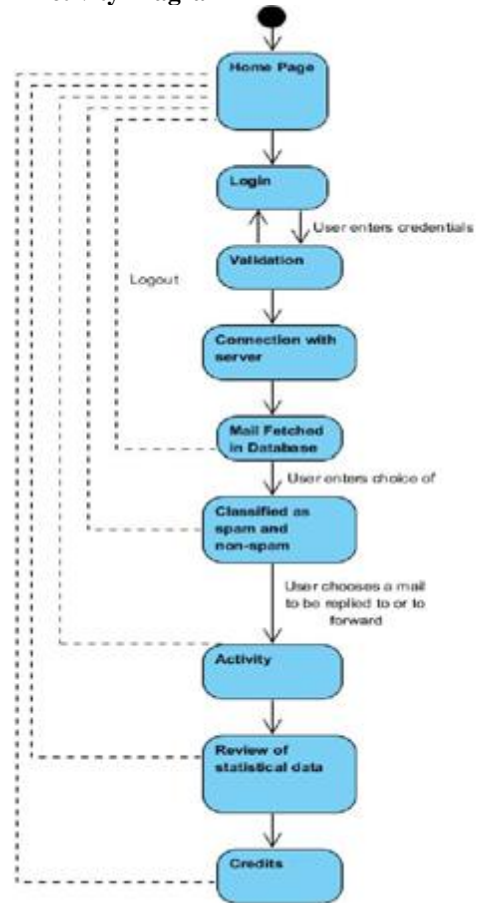 Home Page
Login
User enters credentials
Validation
Logout
Connection with
server
Mail Fetched
in Database
User enters choice of
Classified as
spam and
non-spam
User chooses a mail
to be replied to or to
forward
Activity
Review of
statistical data
Credits